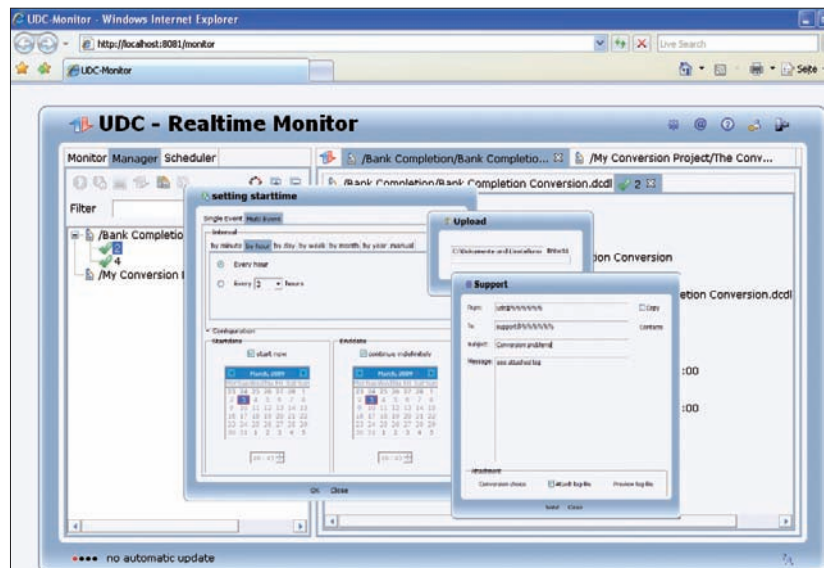 UDC-Monitor - Windows Internet Explorer
http://localhost:8081/monitor
Live Search
UDC-Monitor
Seite
UDC - Realtime Monitor
Monitor Manager Scheduler
/Bank Completion/Bank Completio...
/My Conversion Project/The Conv...
/Bank Completion/Bank Completion Conversion.dcdl
2
Filter
/Bank Completio
2
4
/My Conversion
setting starttime
Single Event Multi Event
Interval
by minute by hour by day by week by month by year manual
Every hour
Every 2 hours
Configuration
Startdate
start now
March, 2009
Enddate
continue indefinitely
March, 2009
OK Close
Upload
ion Conversion
etion Conversion.dcdl
:00
:00
Support
From
Copy
To
Contacts
Subject Conversion problem
Message see attached log
Attachment
Conversion choice Attach log file Preview log file
Send Close
no automatic update